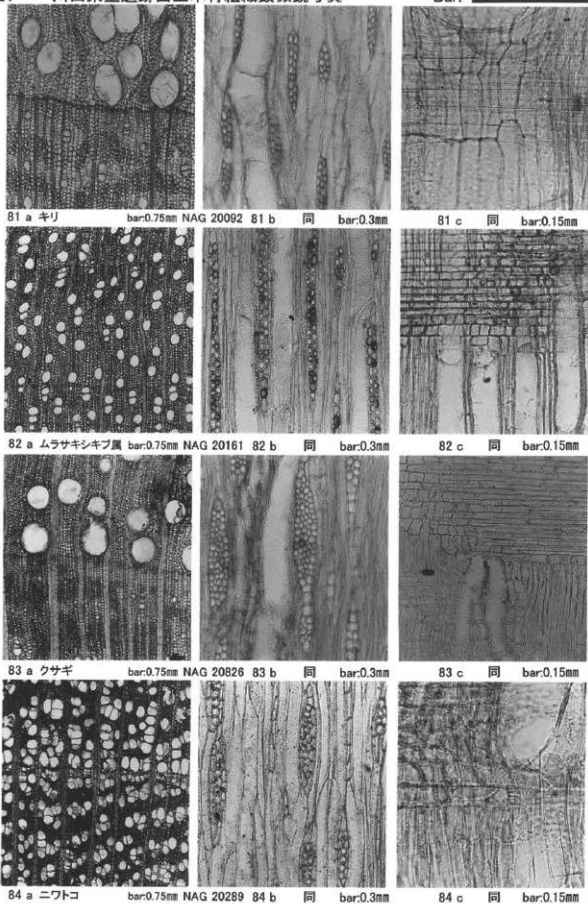 bar:
81 a キリ bar:0.75mm NAG 20092 81 b 同 bar:0.3mm 81 c 同 bar:0.15mm
82 a ムラサキシキブ属 bar:0.75mm NAG 20161 82 b 同 bar:0.3mm 82 c 同 bar:0.15mm
83 a クサギ bar:0.75mm NAG 20826 83 b 同 bar:0.3mm 83 c 同 bar:0.15mm
84 a ニワトコ bar:0.75mm NAG 20289 84 b 同 bar:0.3mm 84 c 同 bar:0.15mm